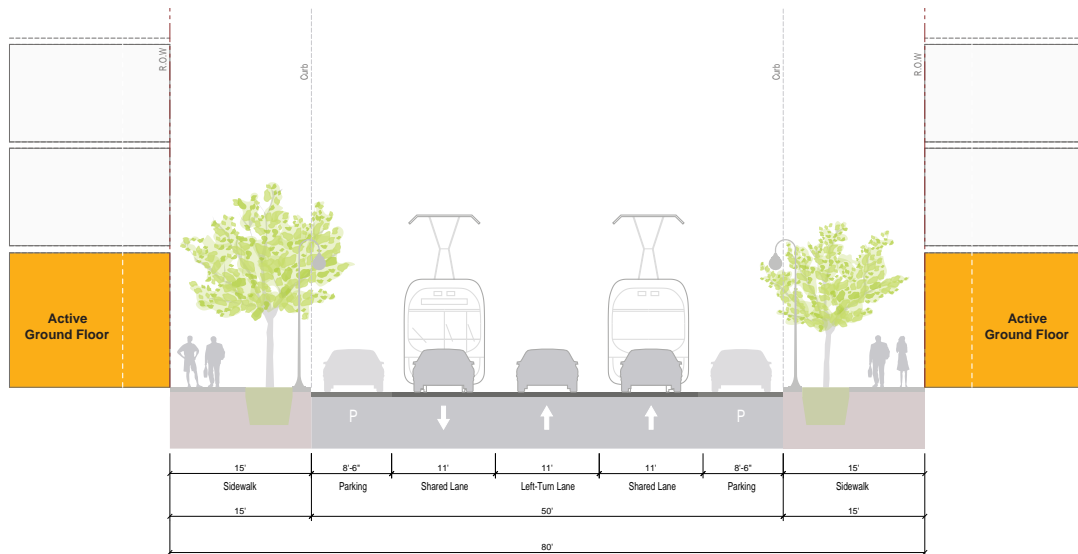 R.O.W
Curb
Curb
R.O.W
Active
Ground Floor
Active
Ground Floor
P
P
15'
8'-6"
11'
11'
11'
8'-6"
15'
Sidewalk
Parking
Shared Lane
Left-Turn Lane
Shared Lane
Parking
Sidewalk
15'
50'
15'
80'